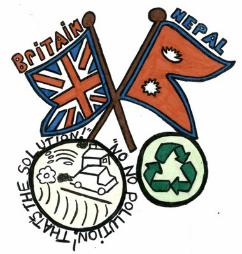 BRITAIN
NEPAL
"NO NO POLLUTION' THAT'S THE SOLUTION!"